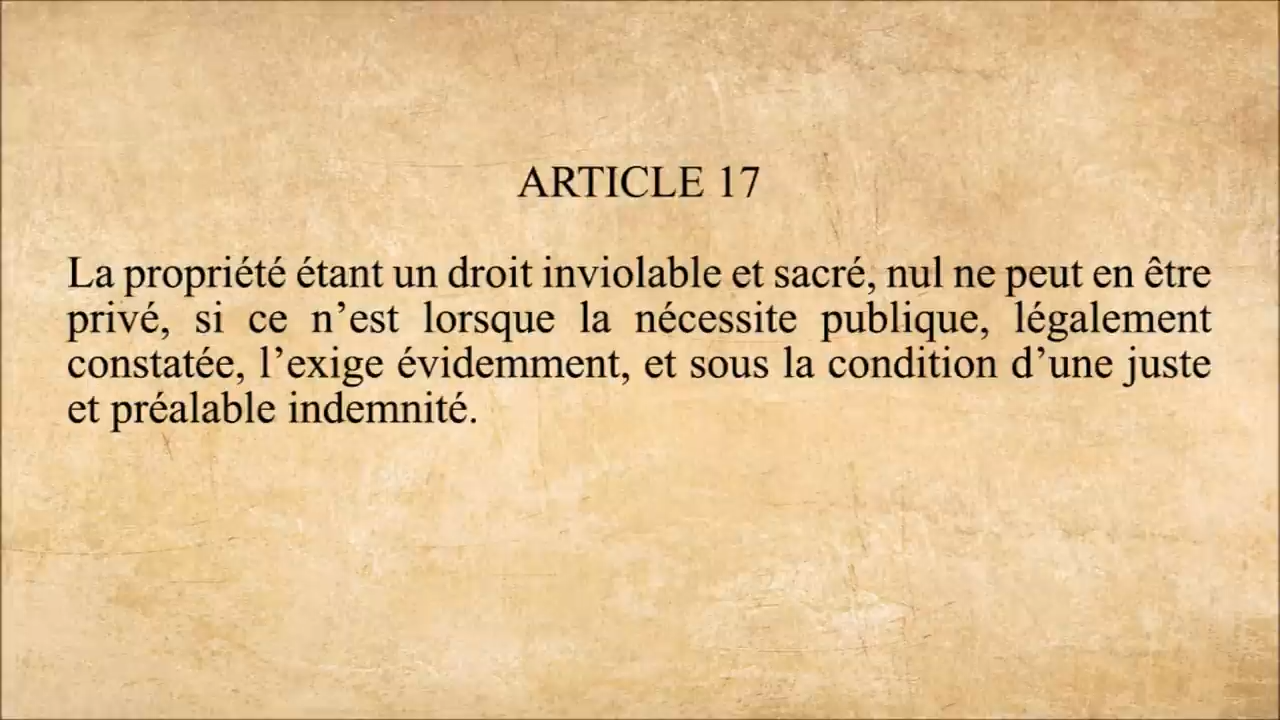 ARTICLE 17
La propriété étant un droit inviolable et sacré, nul ne peut en être
privé, si ce n’est lorsque la nécessite publique, légalement
constatée, l’exige évidemment, et sous la condition d’une juste
et préalable indemnité.